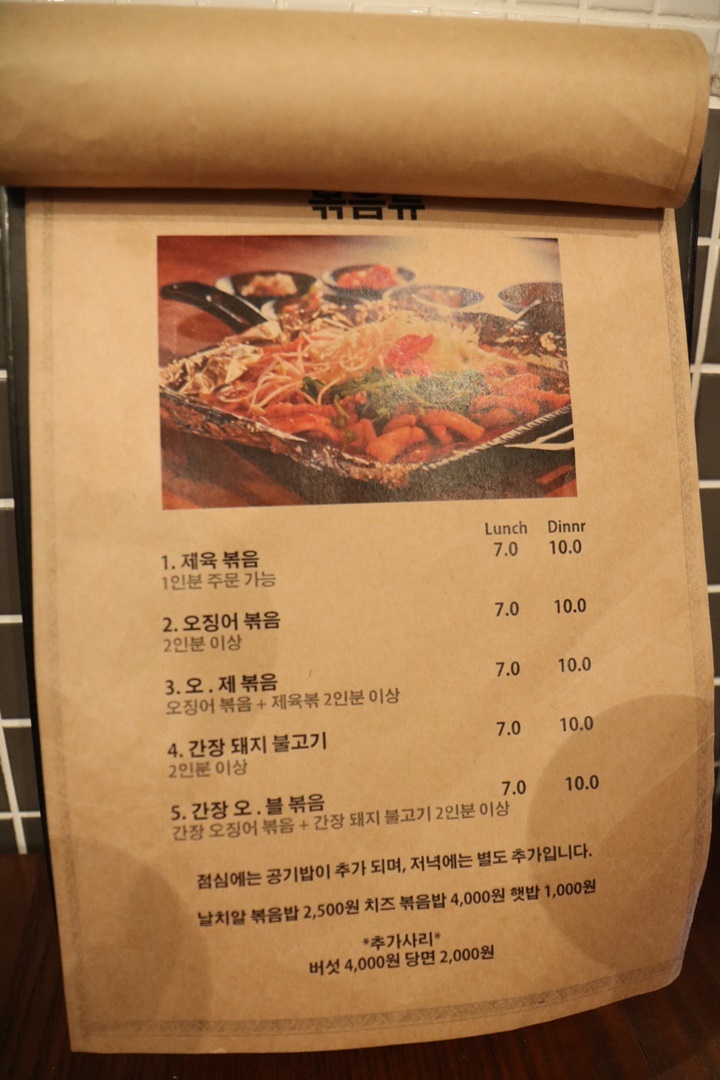 볶음류
Lunch Dinnr
1. 제육 볶음 7.0 10.0
1인분 주문 가능
2. 오징어 볶음 7.0 10.0
2인분 이상
3. 오 . 제 볶음 7.0 10.0
오징어 볶음 + 제육볶 2인분 이상
4. 간장 돼지 불고기 7.0 10.0
2인분 이상
5. 간장 오 . 불 볶음 7.0 10.0
간장 오징어 볶음 + 간장 돼지 불고기 2인분 이상
점심에는 공기밥이 추가 되며, 저녁에는 별도 추가입니다.
날치알 볶음밥 2,500원 치즈 볶음밥 4,000원 햇밥 1,000원
*추가사리*
버섯 4,000원 당면 2,000원